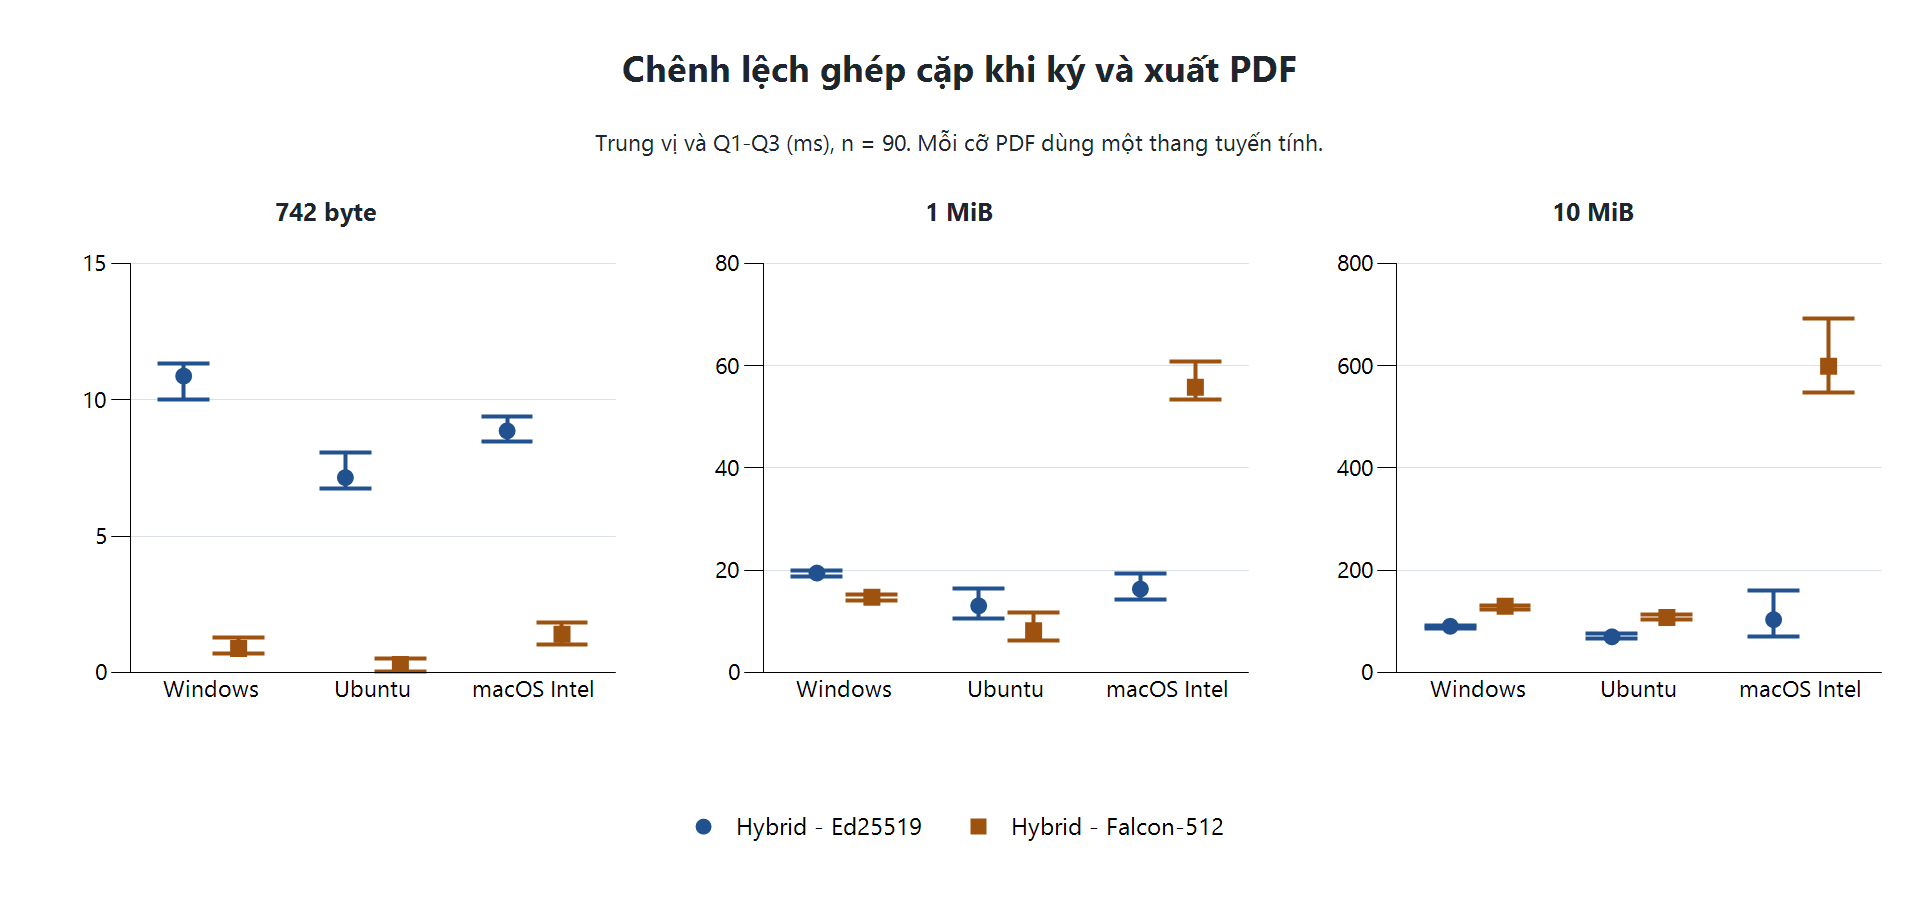 Chênh lệch ghép cặp khi ký và xuất PDF
Trung vị và Q1-Q3 (ms), n = 90. Mỗi cỡ PDF dùng một thang tuyến tính.
742 byte
15
10
5
0
Windows Ubuntu macOS Intel
1 MiB
80
60
40
20
0
Windows Ubuntu macOS Intel
10 MiB
800
600
400
200
0
Windows Ubuntu macOS Intel
Hybrid - Ed25519 Hybrid - Falcon-512